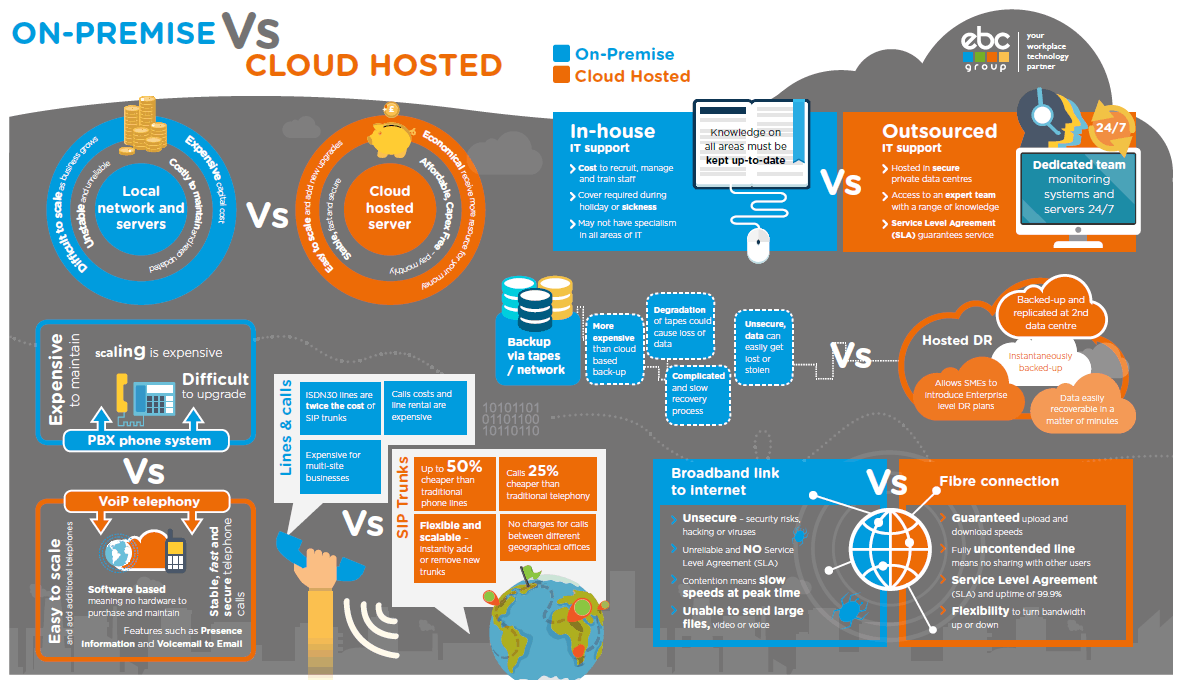 ON-PREMISE Vs
CLOUD HOSTED
On-Premise
Cloud Hosted
ebc
group
your
workplace
technology
partner
Difficult to scale as business grows
Expensive capital cost
Unstable and unreliable
Costly to maintain and keep updated
Local
network and
servers
Vs
£
Easy to scale and add new upgrades
Economical receive more resource for your money
Stable, fast and secure
Affordable, Capex Free – pay monthly
Cloud
hosted
server
In-house
IT support
Cost to recruit, manage
and train staff
Cover required during
holiday or sickness
May not have specialism
in all areas of IT
Knowledge on
all areas must be
kept up-to-date
Vs
Outsourced
IT support
Hosted in secure
private data centres
Access to an expert team
with a range of knowledge
Service Level Agreement
(SLA) guarantees service
24/7
Dedicated team
monitoring
systems and
servers 24/7
Expensive
to maintain
scaling is expensive
Difficult
to upgrade
PBX phone system
Vs
VoiP telephony
Easy to scale
and add additional telephones
Stable, fast and
secure telephone
calls
Software based
meaning no hardware to
purchase and maintain
Features such as Presence
Information and Voicemail to Email
Backup
via tapes
/ network
More
expensive
than cloud
based
back-up
Degradation
of tapes could
cause loss of
data
Complicated
and slow
recovery
process
Unsecure,
data can
easily get
lost or
stolen
Vs
Hosted DR
Backed-up and
replicated at 2nd
data centre
Instantaneously
backed-up
Allows SMEs to
introduce Enterprise
level DR plans
Data easily
recoverable in a
matter of minutes
Lines & calls
ISDN30 lines are
twice the cost of
SIP trunks
Calls costs and
line rental are
expensive
Expensive for
multi-site
businesses
10101101
01101100
10110110
Vs
SIP Trunks
Up to 50%
cheaper than
traditional
phone lines
Calls 25%
cheaper than
traditional telephony
Flexible and
scalable –
instantly add
or remove new
trunks
No charges for calls
between different
geographical offices
Broadband link
to Internet
Unsecure – security risks,
hacking or viruses
Unreliable and NO Service
Level Agreement (SLA)
Contention means slow
speeds at peak time
Unable to send large
files, video or voice
Vs
Fibre connection
Guaranteed upload and
download speeds
Fully uncontended line
means no sharing with other users
Service Level Agreement
(SLA) and uptime of 99.9%
Flexibility to turn bandwidth
up or down